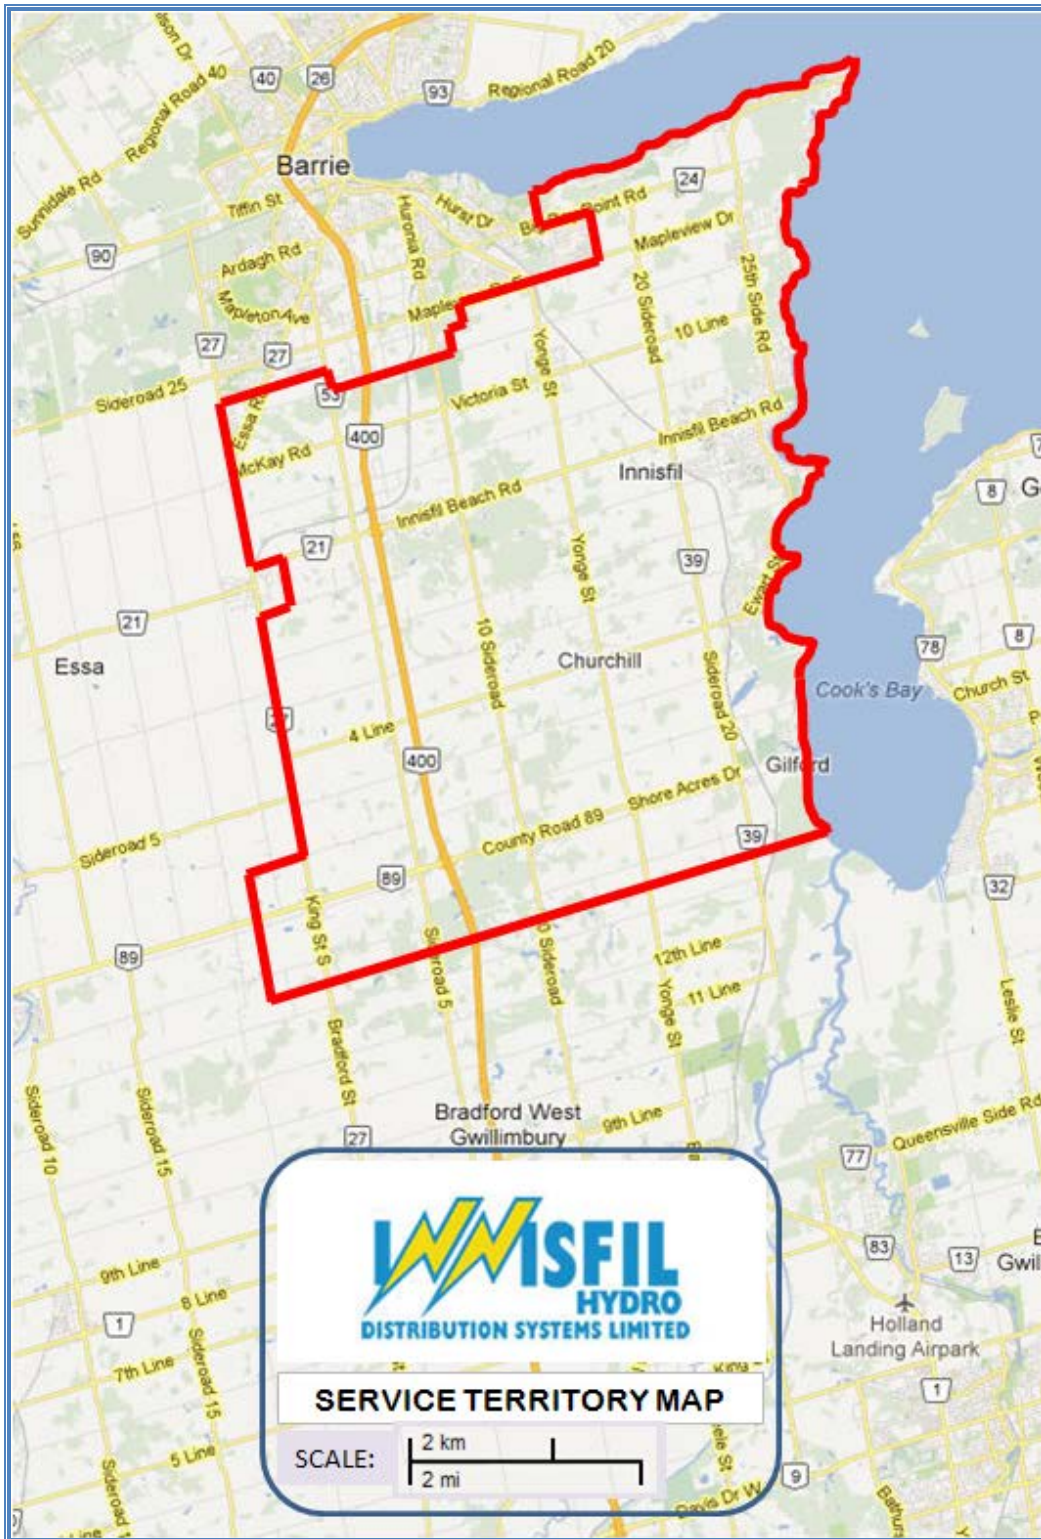 Regional Road 20
Regional Road 40
40
26
93
Barrie
Sunnidale Rd
Tiffin St
Hurst Dr
24
Huronia Rd
90
Ardagh Rd
Mapleview Dr
Mapleton Ave
20 Sideroad
25th Side Rd
10 Line
27
27
Yonge St
Sideroad 25
53
Victoria St
Essa Rd
400
McKay Rd
Innisfil Beach Rd
Innisfil
8
Innisfil Beach Rd
21
39
Yonge St
Ewart St
21
10 Sideroad
8
78
Essa
Churchill
Sideroad 20
Church St
Cook's Bay
27
4 Line
400
Gilford
Shore Acres Dr
County Road 89
39
Sideroad 5
89
32
King St S
89
Sideroad 5
12th Line
11 Line
Yonge St
Leslie St
Bradford St
Sideroad 10
Sideroad 15
Bradford West
Gwillimbury
9th Line
27
Queensville Side Rd
77
83
13
INNISFIL
HYDRO
DISTRIBUTION SYSTEMS LIMITED
9th Line
8 Line
1
Holland
Landing Airpark
7th Line
Sideroad 15
1
SERVICE TERRITORY MAP
SCALE:
2 km
2 mi
5 Line
9
Davis Dr W